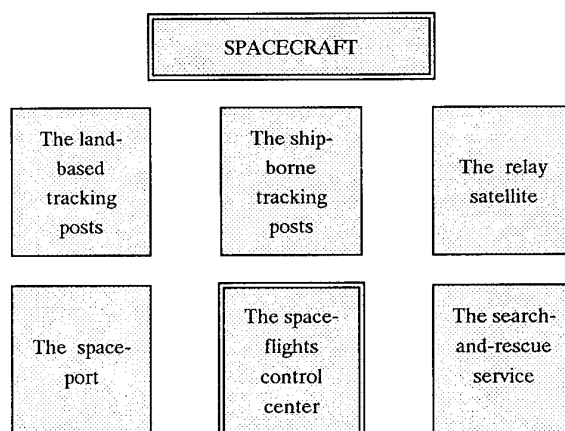 SPACECRAFT
The land-
based
tracking
posts
The ship-
borne
tracking
posts
The relay
satellite
The space-
port
The space-
flights
control
center
The search-
and-rescue
service